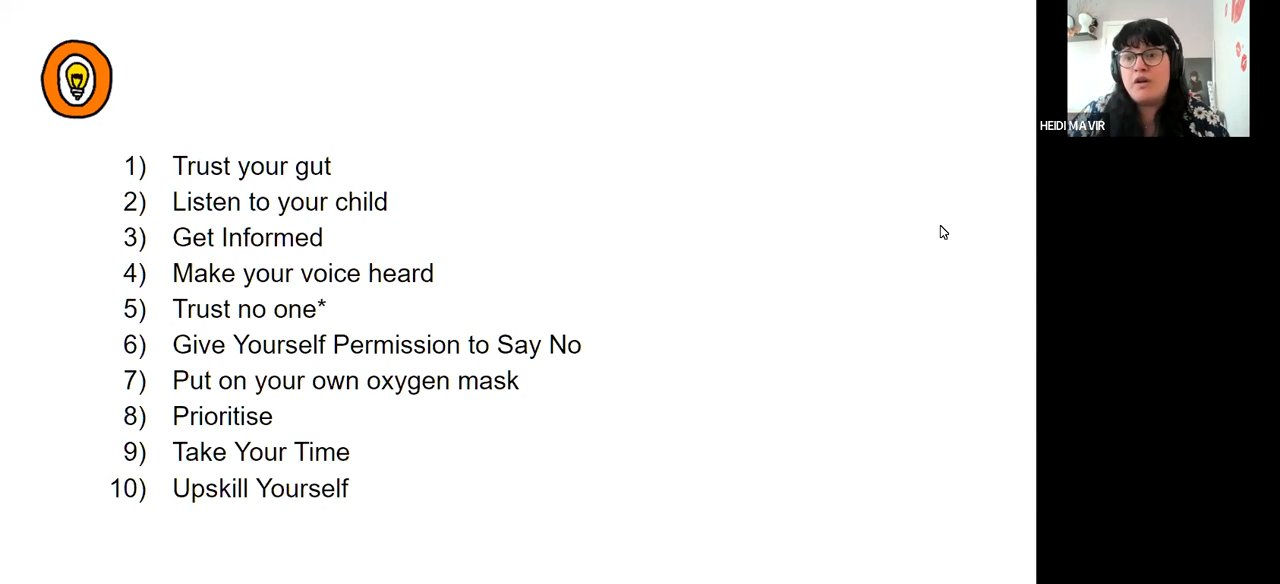 HEIDI MAVIR
1) Trust your gut
2) Listen to your child
3) Get Informed
4) Make your voice heard
5) Trust no one*
6) Give Yourself Permission to Say No
7) Put on your own oxygen mask
8) Prioritise
9) Take Your Time
10) Upskill Yourself